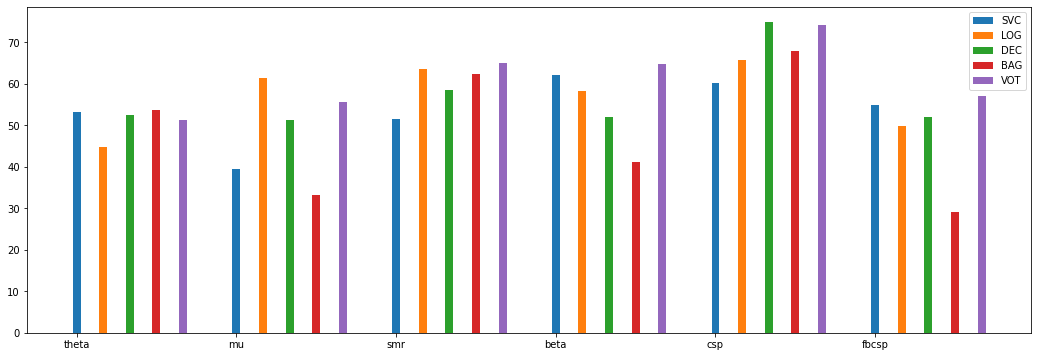 70
60
50
40
30
20
10
0
theta mu smr beta csp fbcsp
SVC
LOG
DEC
BAG
VOT